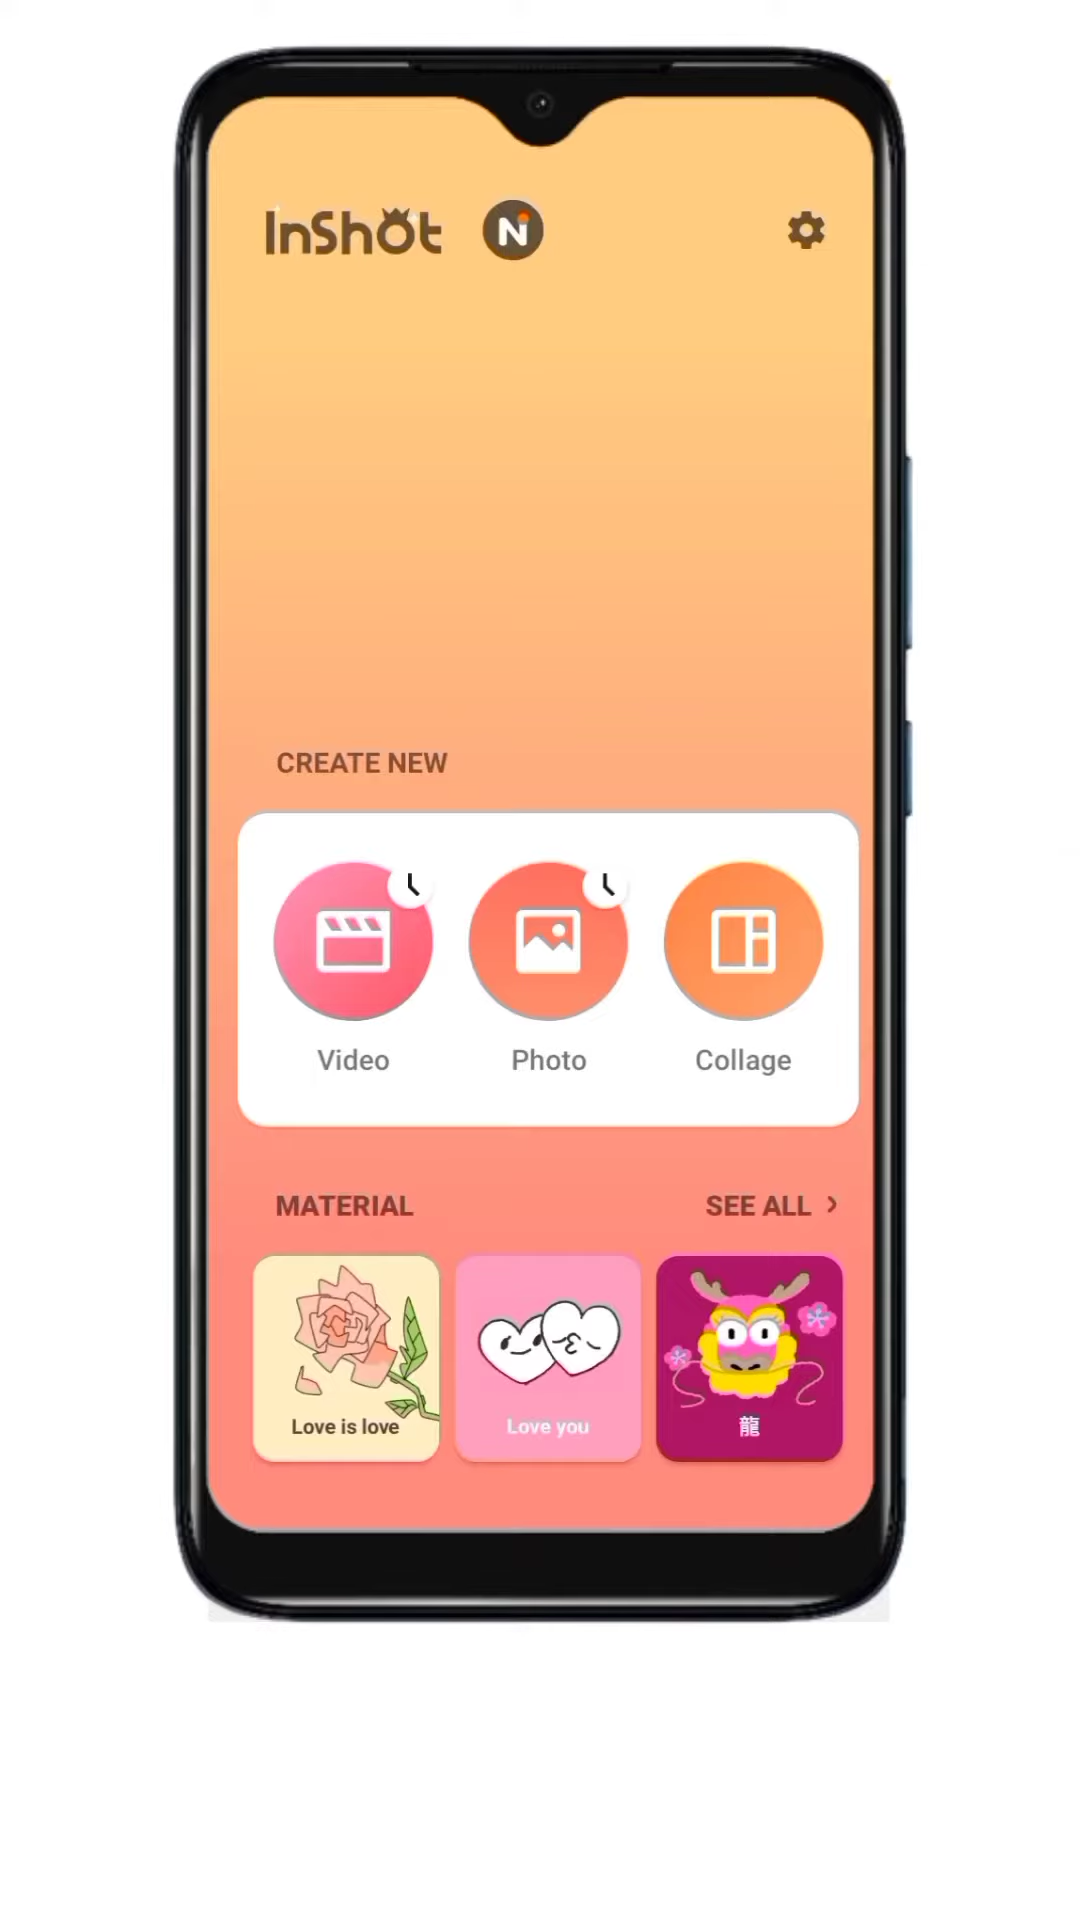 InShOt N
CREATE NEW
Video Photo Collage
MATERIAL SEE ALL >
Love is love Love you 龍